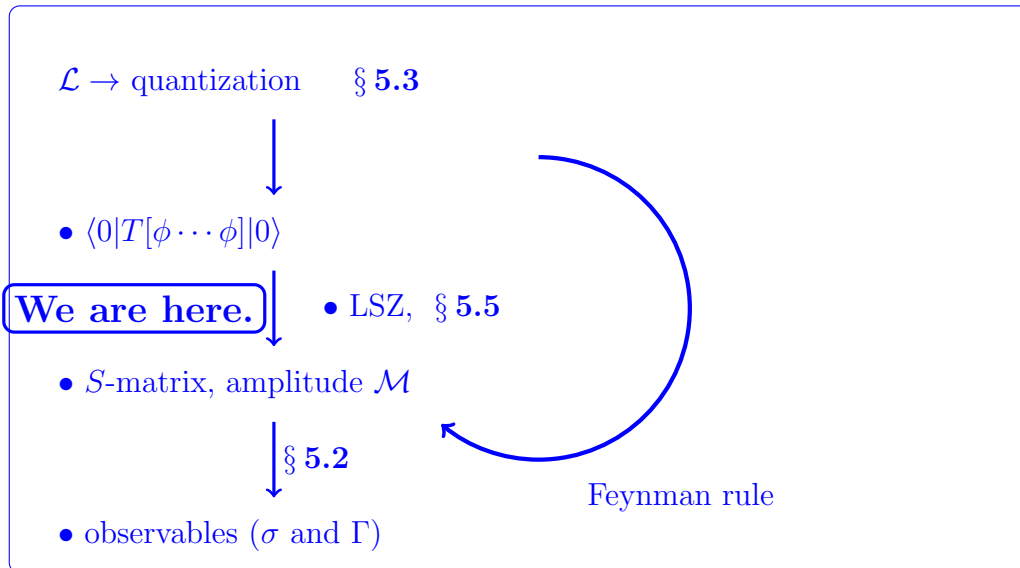 ℒ → quantization § 5.3
• ⟨0|T[ϕ⋯ϕ]|0⟩
We are here. • LSZ, § 5.5
• S-matrix, amplitude ℳ
§ 5.2
Feynman rule
• observables (σ and Γ)